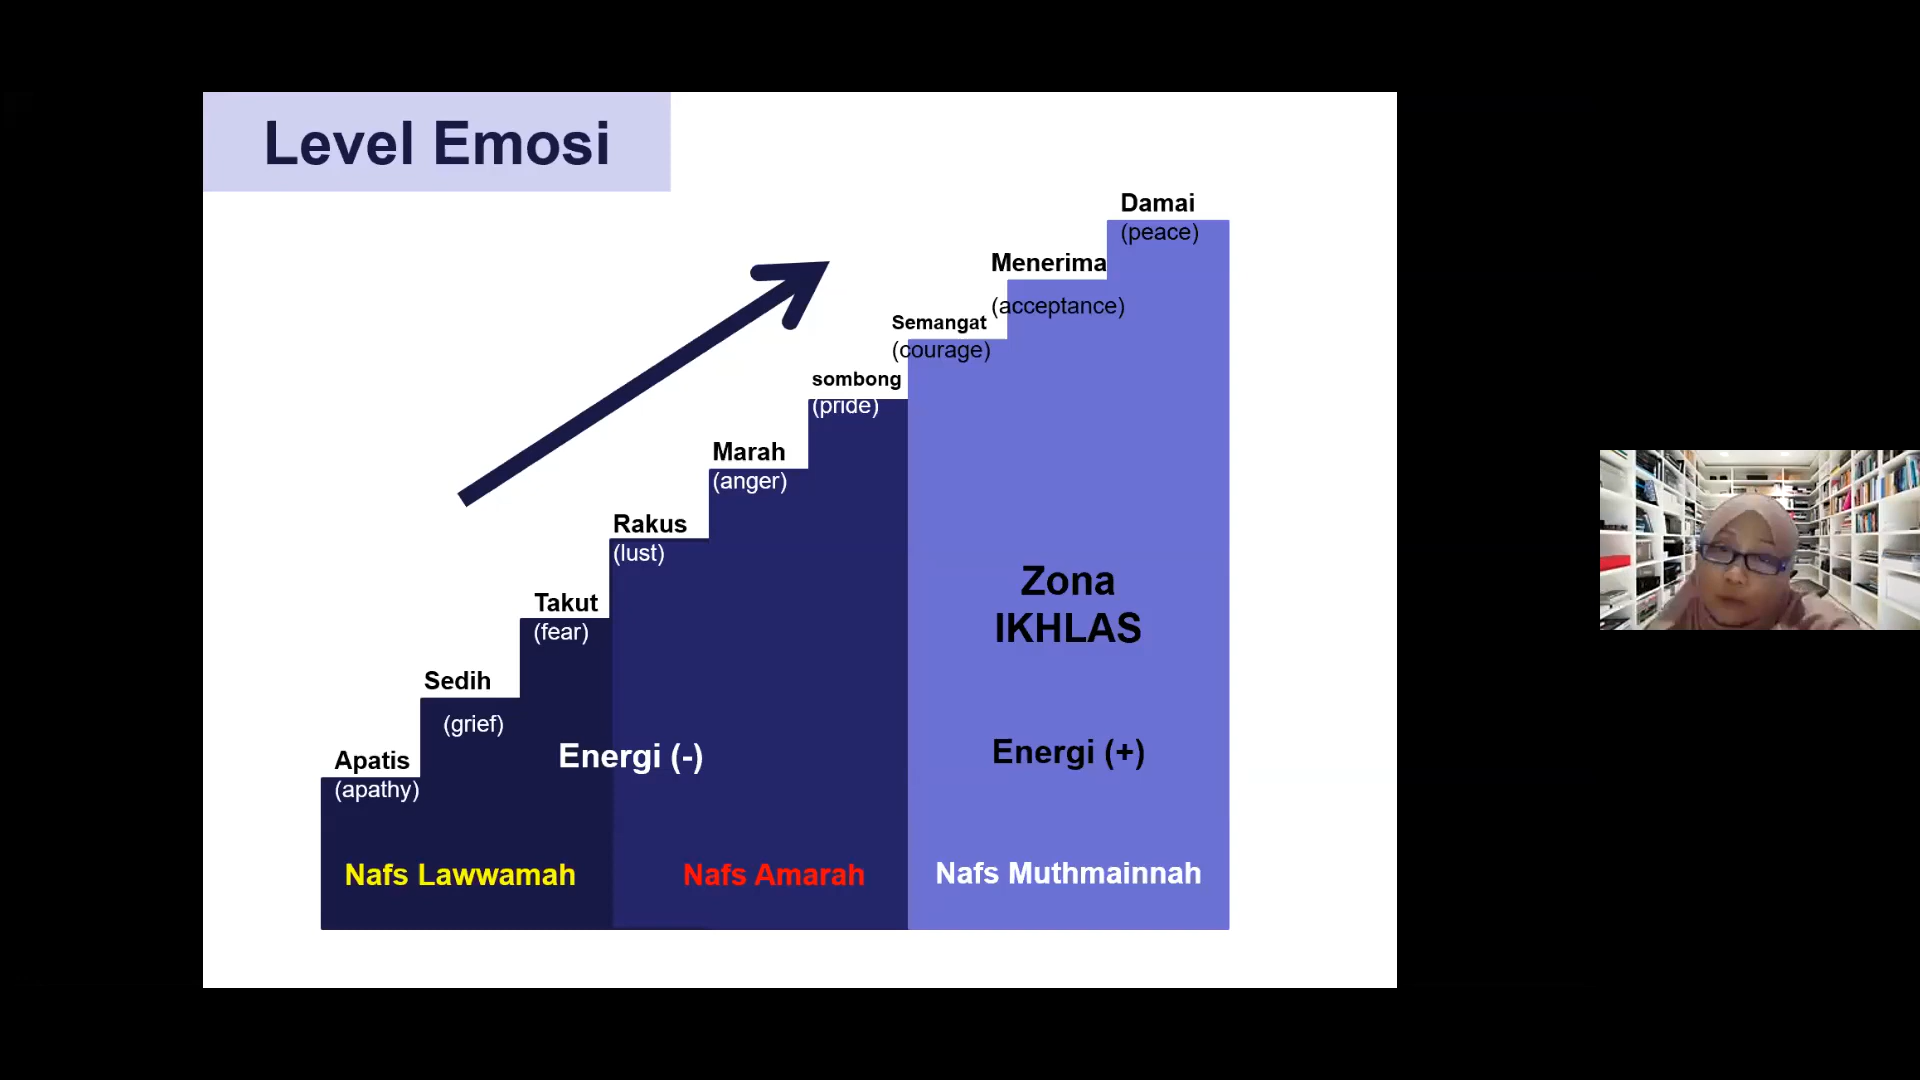 Level Emosi
Damai
(peace)
Menerima
(acceptance)
Semangat
(courage)
sombong
(pride)
Marah
(anger)
Rakus
(lust)
Takut
(fear)
Sedih
(grief)
Apatis
(apathy)
Zona
IKHLAS
Energi (-)
Energi (+)
Nafs Lawwamah
Nafs Amarah
Nafs Muthmainnah